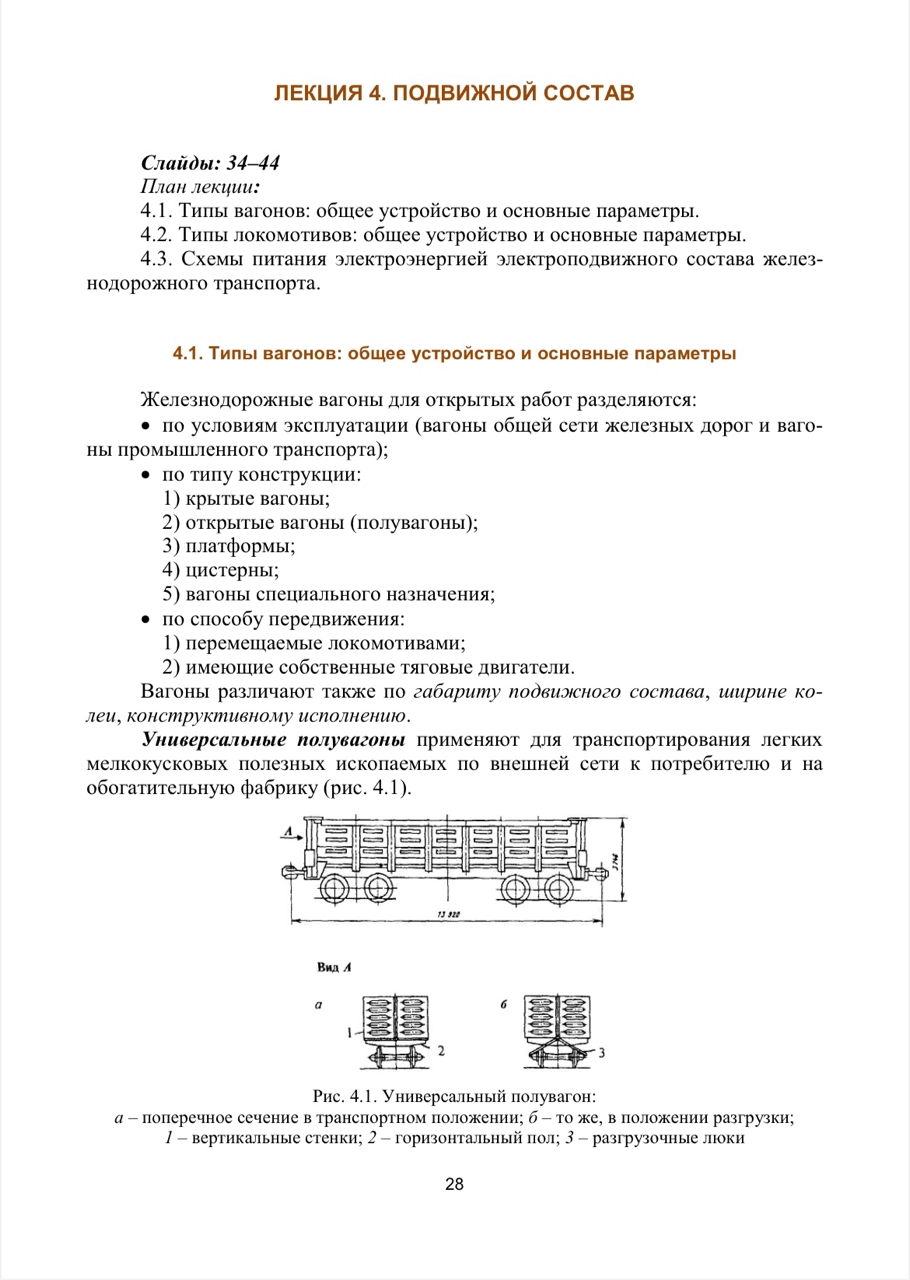 ЛЕКЦИЯ 4. ПОДВИЖНОЙ СОСТАВ
Слайды: 34–44
План лекции:
4.1. Типы вагонов: общее устройство и основные параметры.
4.2. Типы локомотивов: общее устройство и основные параметры.
4.3. Схемы питания электроэнергией электроподвижного состава желез-
нодорожного транспорта.
4.1. Типы вагонов: общее устройство и основные параметры
Железнодорожные вагоны для открытых работ разделяются:
• по условиям эксплуатации (вагоны общей сети железных дорог и ваго-
ны промышленного транспорта);
• по типу конструкции:
1) крытые вагоны;
2) открытые вагоны (полувагоны);
3) платформы;
4) цистерны;
5) вагоны специального назначения;
• по способу передвижения:
1) перемещаемые локомотивами;
2) имеющие собственные тяговые двигатели.
Вагоны различают также по габариту подвижного состава, ширине ко-
леи, конструктивному исполнению.
Универсальные полувагоны применяют для транспортирования легких
мелкокусковых полезных ископаемых по внешней сети к потребителю и на
обогатительную фабрику (рис. 4.1).
А
13 920
Вид А
а
б
1
2
3
Рис. 4.1. Универсальный полувагон:
а – поперечное сечение в транспортном положении; б – то же, в положении разгрузки;
1 – вертикальные стенки; 2 – горизонтальный пол; 3 – разгрузочные люки
28